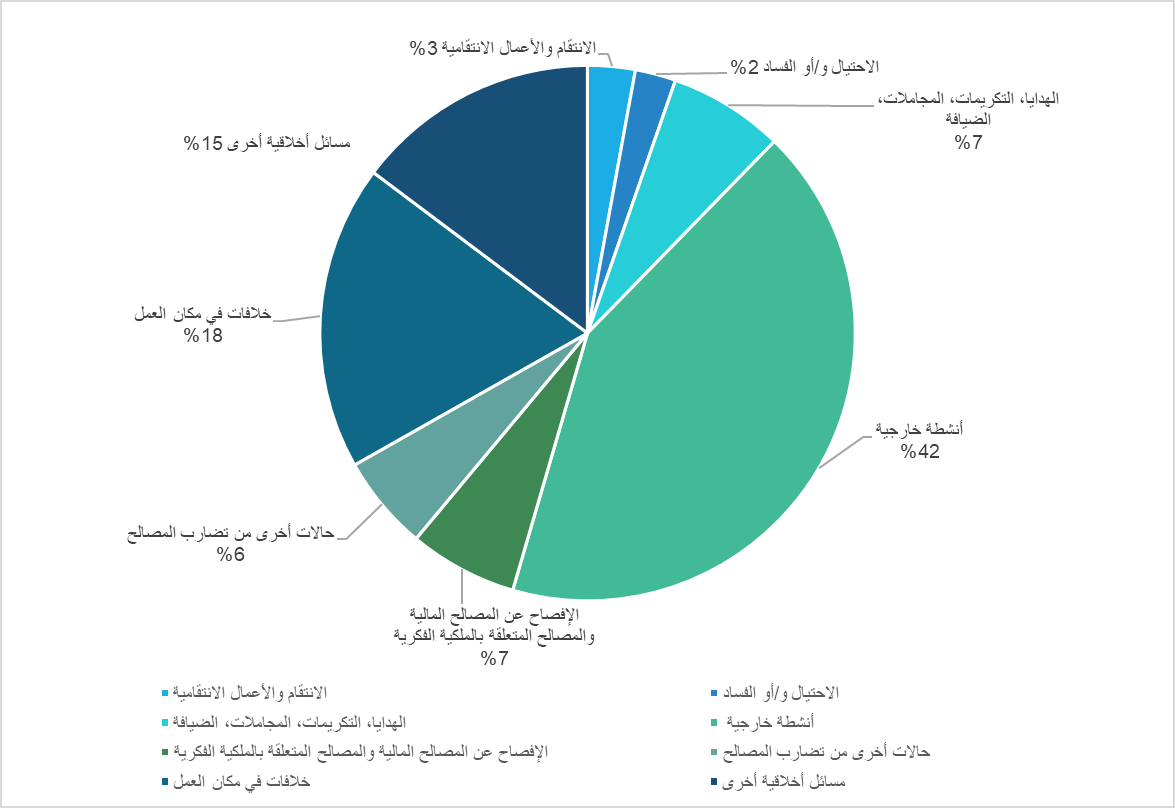 الانتقام والأعمال الانتقامية 3%
الاحتيال و/أو الفساد 2%
الهدايا، التكريمات، المجاملات،
الضيافة
7%
مسائل أخلاقية أخرى 15%
خلافات في مكان العمل
18%
أنشطة خارجية
42%
حالات أخرى من تضارب المصالح
6%
الإفصاح عن المصالح المالية
والمصالح المتعلقة بالملكية الفكرية
7%
الانتقام والأعمال الانتقامية
الاحتيال و/أو الفساد
الهدايا، التكريمات، المجاملات، الضيافة
أنشطة خارجية
الإفصاح عن المصالح المالية والمصالح المتعلقة بالملكية الفكرية
حالات أخرى من تضارب المصالح
خلافات في مكان العمل
مسائل أخلاقية أخرى